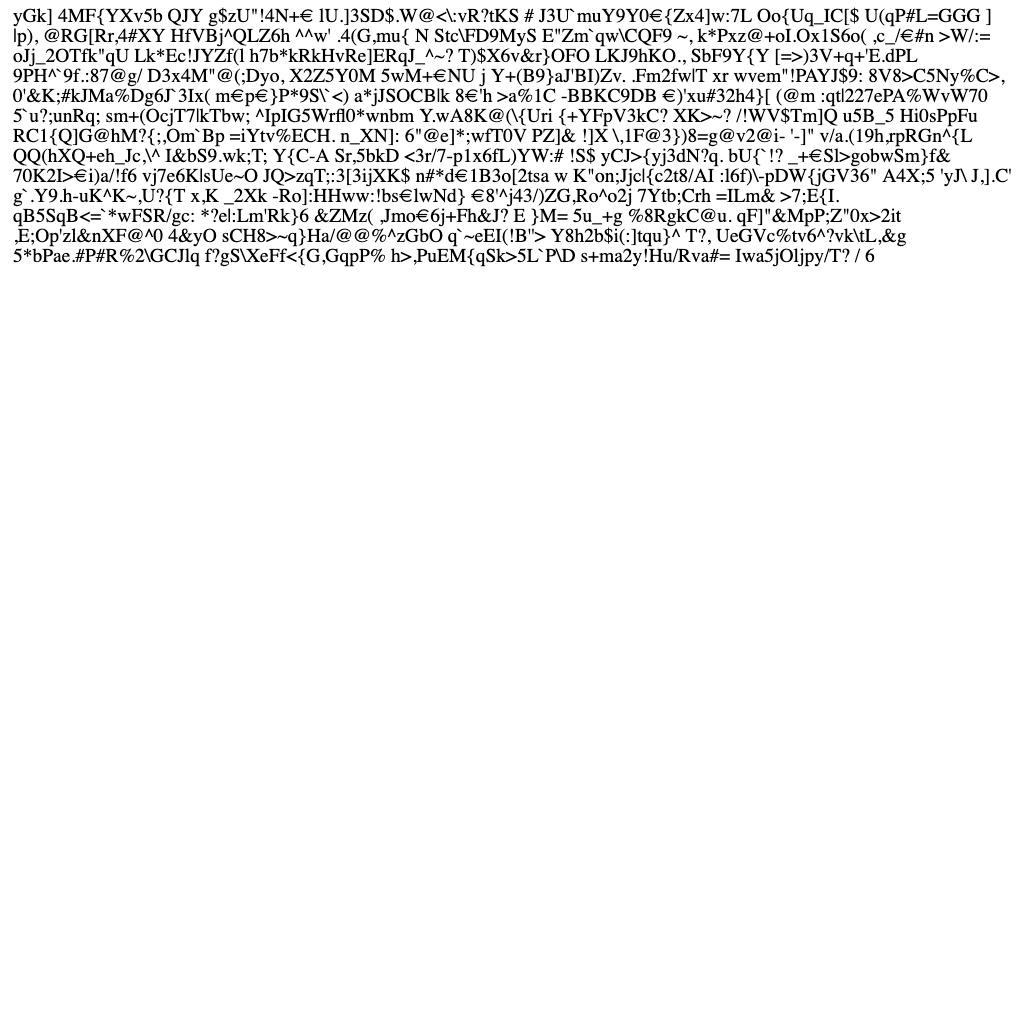 yGk] 4MF{YXv5b QJY g$zU"!4N+€ lU.]3SD$.W@<\:vR?tKS # J3U`muY9Y0€{Zx4]w:7L Oo{Uq_IC[$ U(qP#L=GGG ]
|p), @RG[Rr,4#XY HfVBj^QLZ6h ^^w' .4(G,mu{ N Stc\FD9MyS E"Zm`qw\CQF9 ~, k*Pxz@+oI.Ox1S6o( ,c_/€#n >W/:=
oJj_2OTfk"qU Lk*Ec!JYZf(l h7b*kRkHvRe]ERqJ_^~? T)$X6v&r}OFO LKJ9hKO., SbF9Y{Y [=>)3V+q+'E.dPL
9PH^`9f.:87@g/ D3x4M"@(;Dyo, X2Z5Y0M 5wM+€NU j Y+(B9}aJ'BI)Zv. .Fm2fw|T xr wvem"!PAYJ$9: 8V8>C5Ny%C>,
0'&K;#kJMa%Dg6J`3Ix( m€p€}P*9S\`<) a*jJSOCB|k 8€'h >a%1C -BBKC9DB €)'xu#32h4}[ (@m :qt|227ePA%WvW70
5`u?;unRq; sm+(OcjT7|kTbw; ^IpIG5Wrfl0*wnbm Y.wA8K@(\{Uri {+YFpV3kC? XK>~? /!WV$Tm]Q u5B_5 Hi0sPpFu
RC1{Q]G@hM?{;,Om`Bp =iYtv%ECH. n_XN]: 6"@e]*;wfT0V PZ]& !]X \,1F@3})8=g@v2@i- '-]" v/a.(19h,rpRGn^{L
QQ(hXQ+eh_Jc,\^ I&bS9.wk;T; Y{C-A Sr,5bkD <3r/7-p1x6fL)YW:# !S$ yCJ>{yj3dN?q. bU{`!? _+€Sl>gobwSm}f&
70K2I>€i)a/!f6 vj7e6K|sUe~O JQ>zqT;:3[3ijXK$ n#*d€1B3o[2tsa w K"on;Jjc|{c2t8/AI :l6f)\-pDW{jGV36" A4X;5 'yJ\ J,].C'
g`.Y9.h-uK^K~,U?{T x,K _2Xk -Ro]:HHww:!bs€lwNd} €8'^j43/)ZG,Ro^o2j 7Ytb;Crh =ILm& >7;E{I.
qB5SqB<=`*wFSR/gc: *?e|:Lm'Rk}6 &ZMz( ,Jmo€6j+Fh&J? E }M= 5u_+g %8RgkC@u. qF]"&MpP;Z"0x>2it
,E;Op'zl&nXF@^0 4&yO sCH8>~q}Ha/@@%^zGbO q`~eEI(!B"> Y8h2b$i(:]tqu}^ T?, UeGVc%tv6^?vk\tL,&g
5*bPae.#P#R%2\GCJlq f?gS\XeFf<{G,GqpP% h>,PuEM{qSk>5L`P\D s+ma2y!Hu/Rva#= Iwa5jOljpy/T? / 6